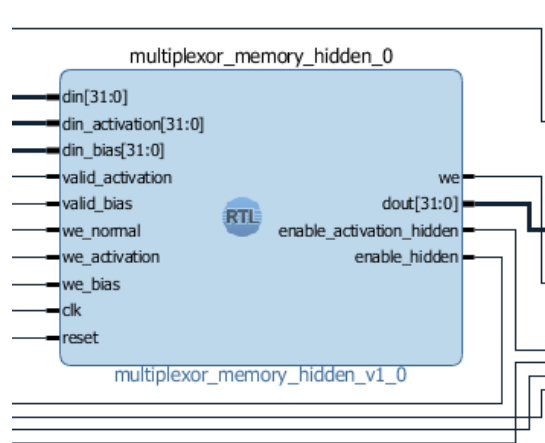 multiplexor_memory_hidden_0
din[31:0]
din_activation[31:0]
din_bias[31:0]
valid_activation
valid_bias
we_normal
we_activation
we_bias
clk
reset
RTL
we
dout[31:0]
enable_activation_hidden
enable_hidden
multiplexor_memory_hidden_v1_0